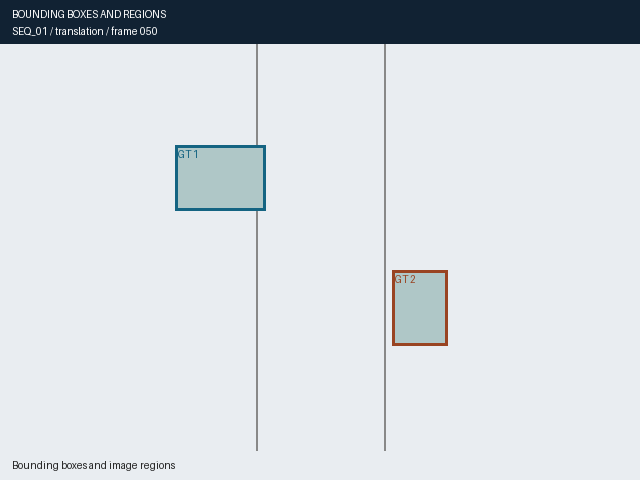 BOUNDING BOXES AND REGIONS
SEQ_01 / translation / frame 050
GT1
GT2
Bounding boxes and image regions